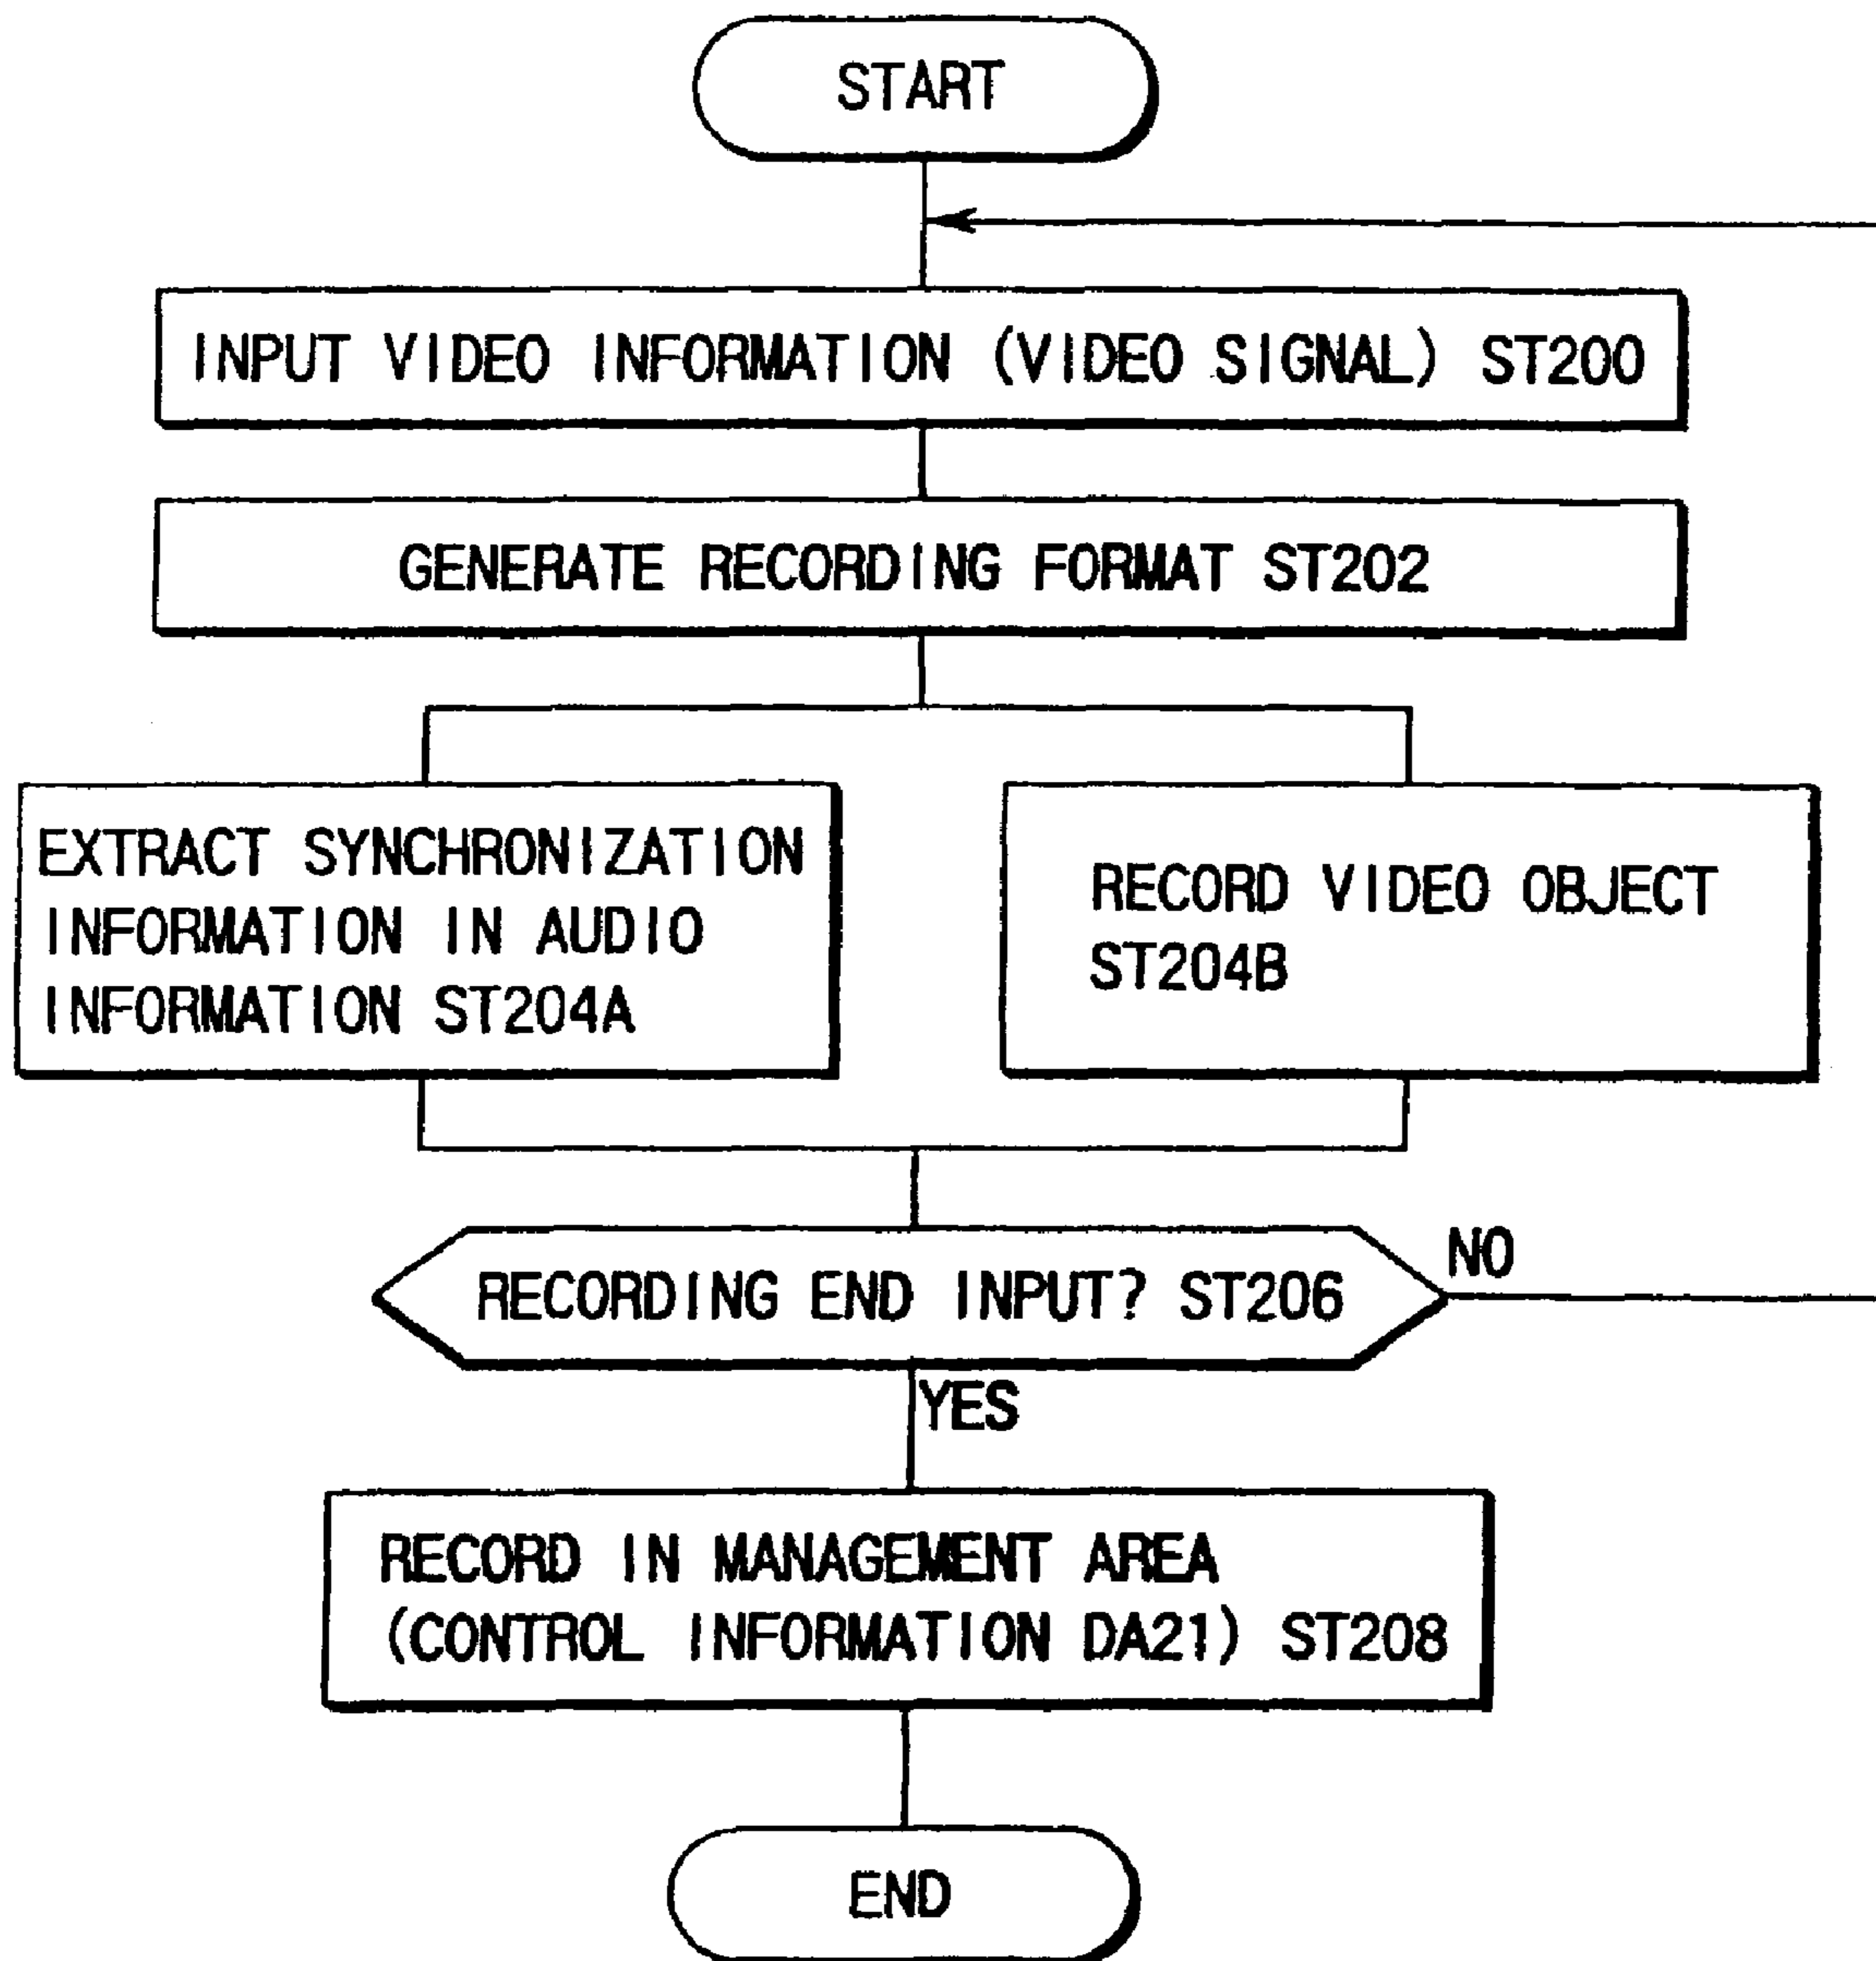 START
INPUT VIDEO INFORMATION (VIDEO SIGNAL) ST200
GENERATE RECORDING FORMAT ST202
EXTRACT SYNCHRONIZATION
INFORMATION IN AUDIO
INFORMATION ST204A
RECORD VIDEO OBJECT
ST204B
RECORDING END INPUT? ST206
NO
YES
RECORD IN MANAGEMENT AREA
(CONTROL INFORMATION DA21) ST208
END